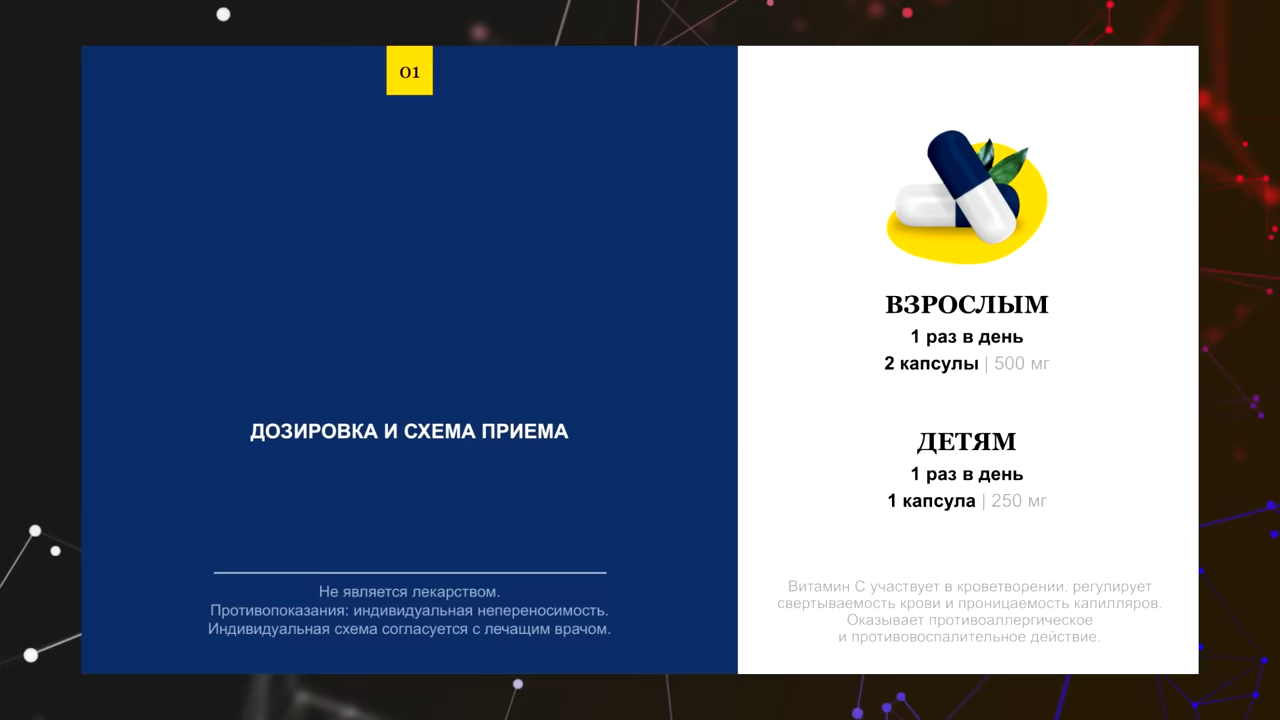 01
ДОЗИРОВКА И СХЕМА ПРИЕМА
Не является лекарством.
Противопоказания: индивидуальная непереносимость.
Индивидуальная схема согласуется с лечащим врачом.
ВЗРОСЛЫМ
1 раз в день
2 капсулы | 500 мг
ДЕТЯМ
1 раз в день
1 капсула | 250 мг
Витамин С участвует в кроветворении, регулирует
свертываемость крови и проницаемость капилляров.
Оказывает противоаллергическое
и противовоспалительное действие.